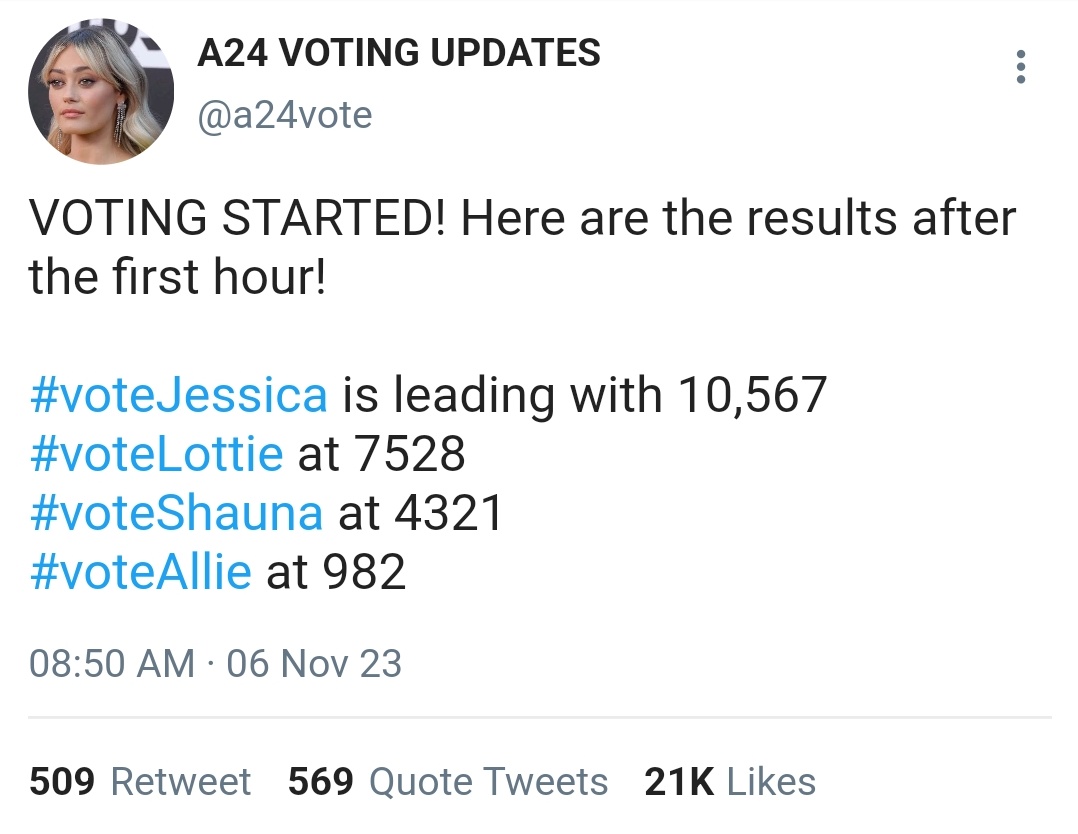 A24 VOTING UPDATES
@a24vote
VOTING STARTED! Here are the results after
the first hour!
#voteJessica is leading with 10,567
#voteLottie at 7528
#voteShauna at 4321
#voteAllie at 982
08:50 AM · 06 Nov 23
509 Retweet 569 Quote Tweets 21K Likes